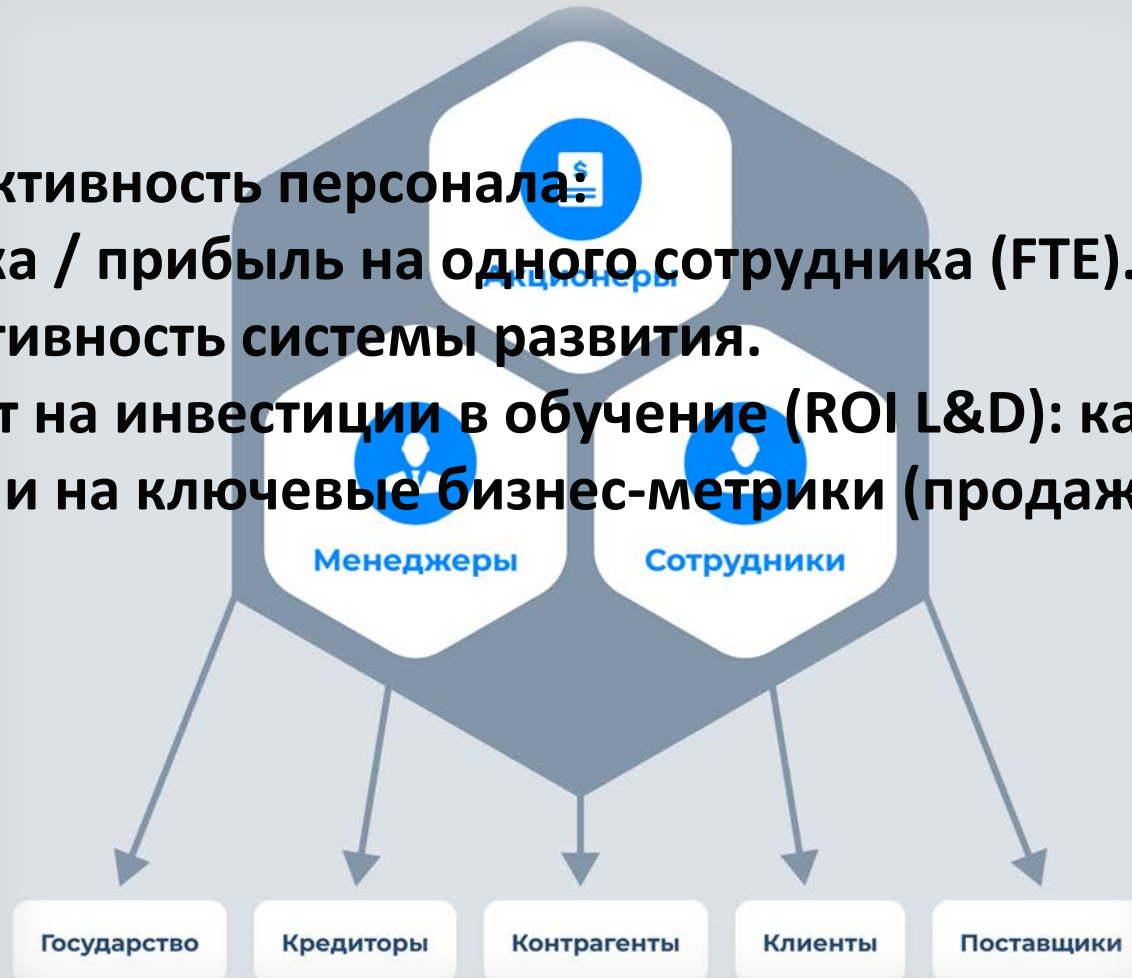 ктивность персонала:
ка / прибыль на одного сотрудника (FTE).
Акционеры
тивность системы развития.
т на инвестиции в обучение (ROI L&D): ка
и на ключевые бизнес-метрики (продаж
Менеджеры Сотрудники
Государство Кредиторы Контрагенты Клиенты Поставщики